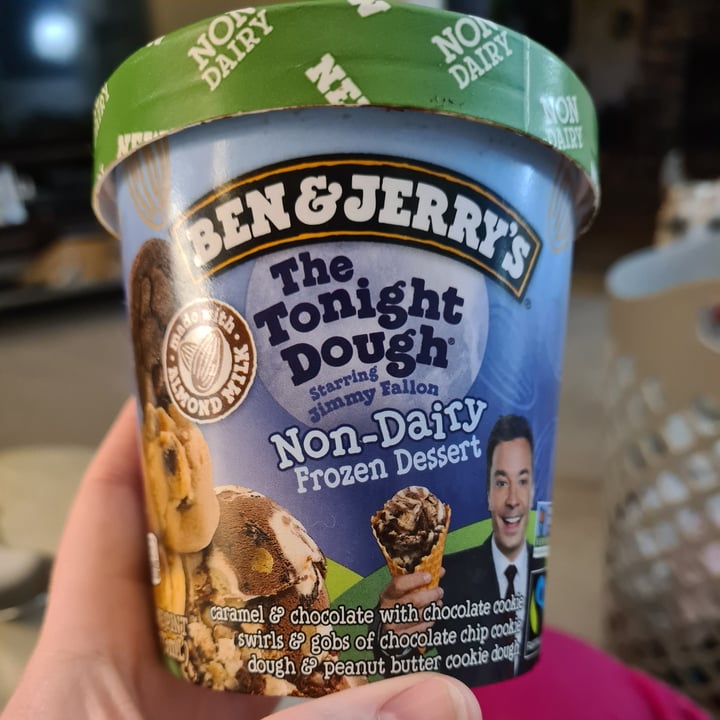 NON
DAIRY
NON
DAIRY
NEW
NON
DAIRY
NEW
BEN & JERRY'S
The
Tonight
Dough®
Starring
Jimmy Fallon
Non-Dairy
Frozen Dessert
made with
ALMOND MILK
caramel & chocolate with chocolate cookie
swirls & gobs of chocolate chip cookie
dough & peanut butter cookie dough